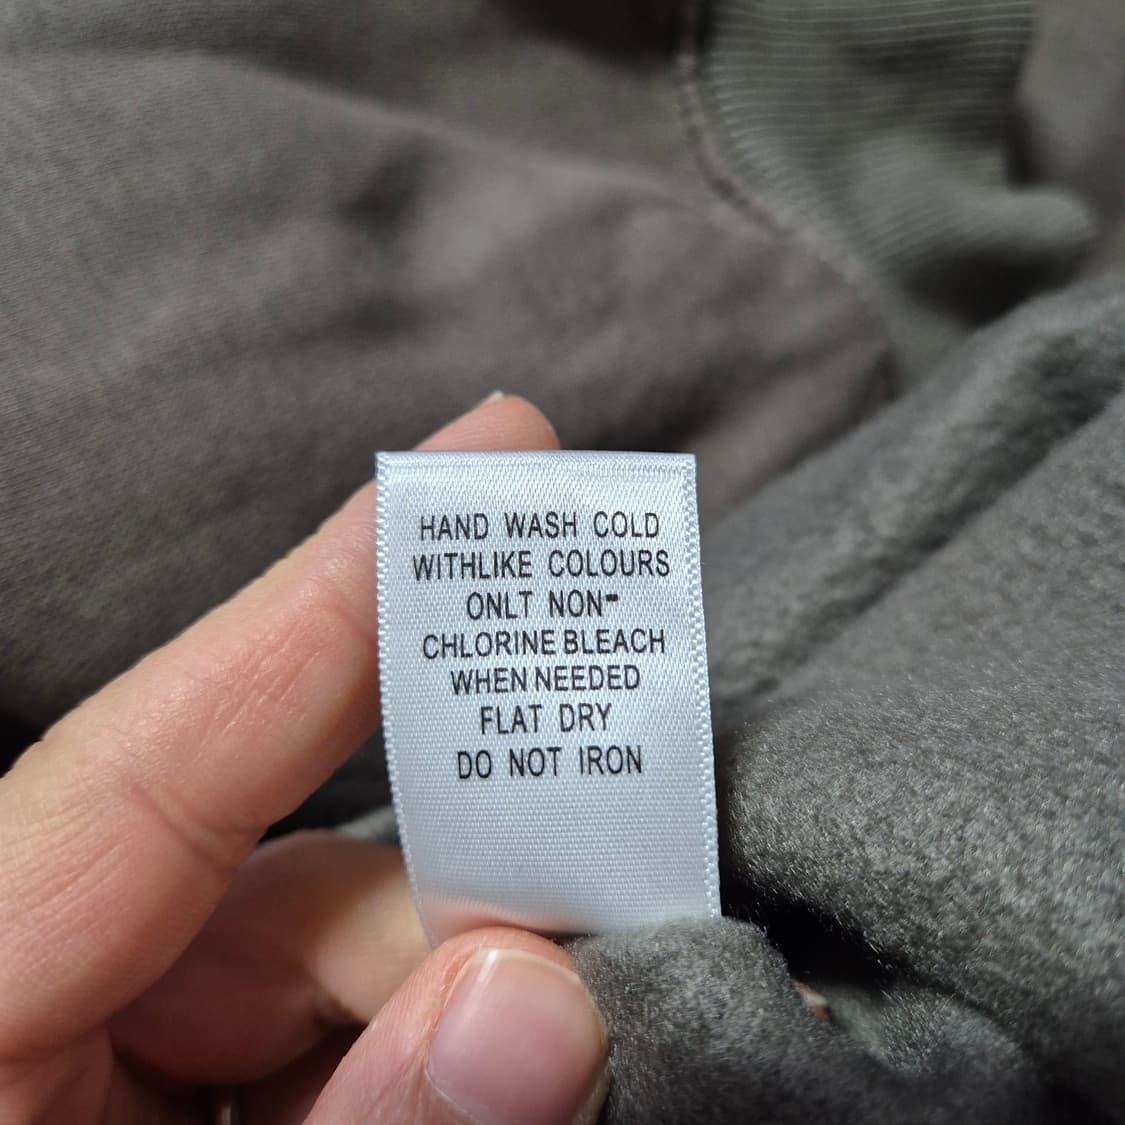 HAND WASH COLD
WITHLIKE COLOURS
ONLT NON-
CHLORINE BLEACH
WHEN NEEDED
FLAT DRY
DO NOT IRON